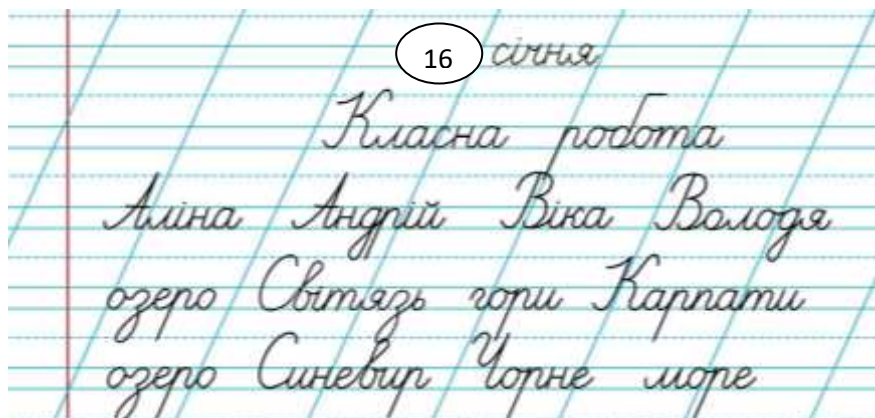 16 січня
Класна робота
Аліна Андрій Віка Володя
озеро Світязь гори Карпати
озеро Синевир Чорне море